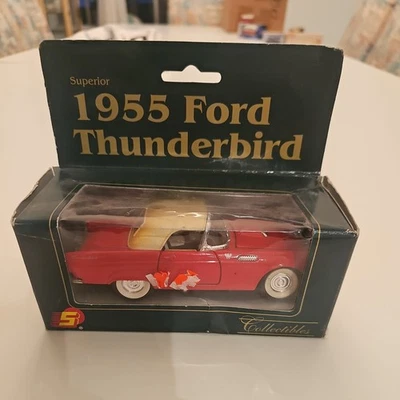 Superior
1955 Ford
Thunderbird
S
Collectibles